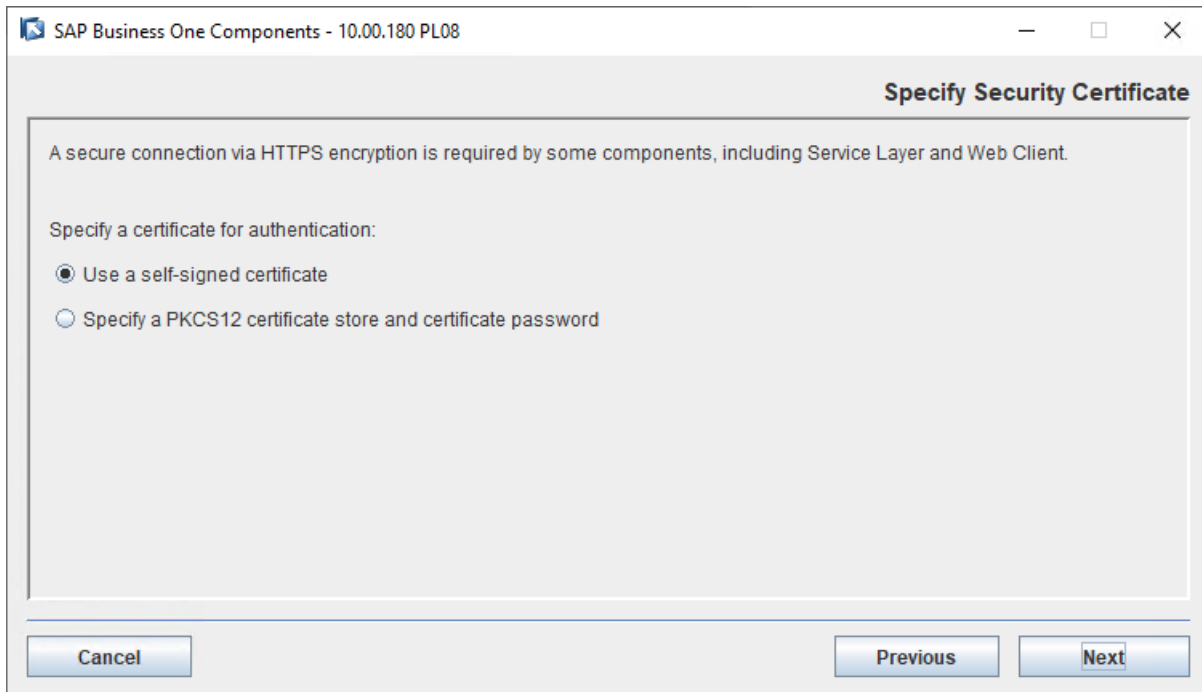 SAP Business One Components - 10.00.180 PL08
Specify Security Certificate
A secure connection via HTTPS encryption is required by some components, including Service Layer and Web Client.
Specify a certificate for authentication:
Use a self-signed certificate
Specify a PKCS12 certificate store and certificate password
Cancel
Previous
Next